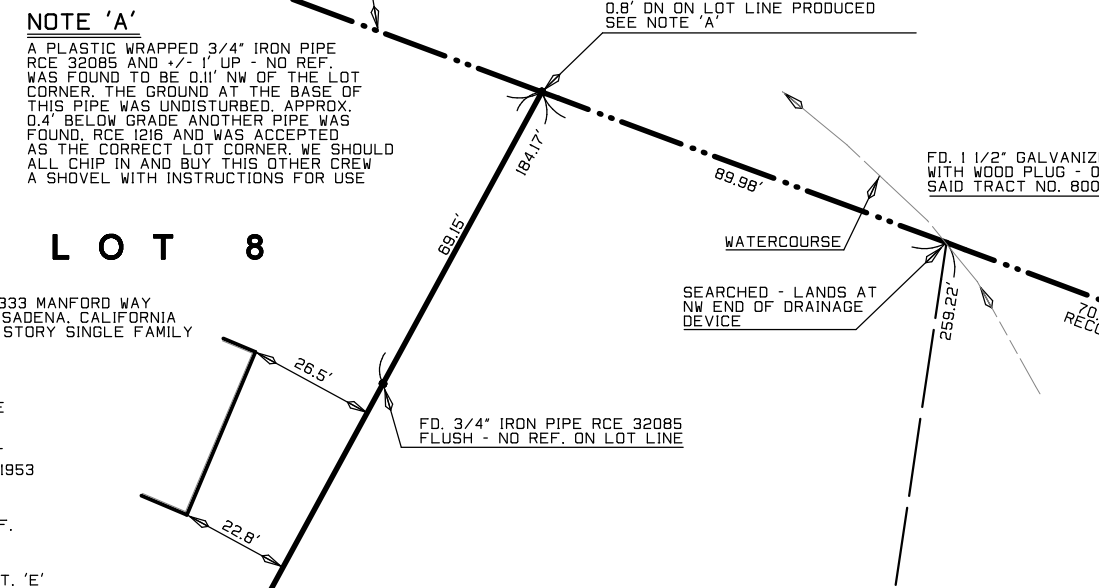 NOTE 'A'
A PLASTIC WRAPPED 3/4" IRON PIPE
RCE 32085 AND +/- 1' UP - NO REF.
WAS FOUND TO BE 0.11' NW OF THE LOT
CORNER. THE GROUND AT THE BASE OF
THIS PIPE WAS UNDISTURBED. APPROX.
0.4' BELOW GRADE ANOTHER PIPE WAS
FOUND, RCE 1216 AND WAS ACCEPTED
AS THE CORRECT LOT CORNER. WE SHOULD
ALL CHIP IN AND BUY THIS OTHER CREW
A SHOVEL WITH INSTRUCTIONS FOR USE
0.8' DN ON LOT LINE PRODUCED
SEE NOTE 'A'
184.17'
89.98'
FD. 1 1/2" GALVANIZ
WITH WOOD PLUG - 
SAID TRACT NO. 800
69.15'
WATERCOURSE
LOT 8
SEARCHED - LANDS AT
NW END OF DRAINAGE
DEVICE
259.22'
70.
RECO
333 MANFORD WAY
SADENA, CALIFORNIA
STORY SINGLE FAMILY
26.5'
FD. 3/4" IRON PIPE RCE 32085
FLUSH - NO REF. ON LOT LINE
E
1953
22.8'
F.
T. 'E'